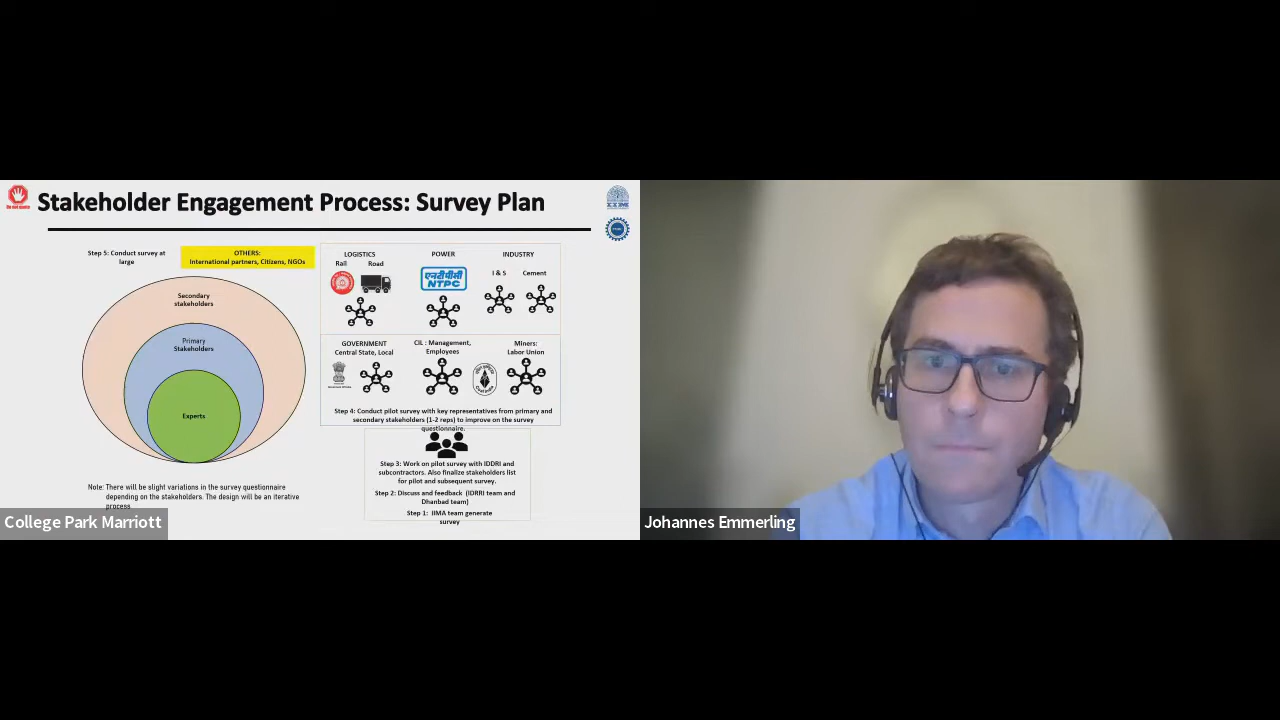 Stakeholder Engagement Process: Survey Plan
Step 5: Conduct survey at
large
OTHERS:
International partners, Citizens, NGOs
Secondary
stakeholders
Primary
Stakeholders
Experts
Note: There will be slight variations in the survey questionnaire
depending on the stakeholders. The design will be an iterative
process
LOGISTICS
Rail Road
POWER
एनटीपीसी
NTPC
INDUSTRY
I & S Cement
GOVERNMENT
Central State, Local
CIL : Management,
Employees
Miners:
Labor Union
Step 4: Conduct pilot survey with key representatives from primary and
secondary stakeholders (1-2 reps) to improve on the survey
questionnaire.
Step 3: Work on pilot survey with IDDRI and
subcontractors. Also finalize stakeholders list
for pilot and subsequent survey.
Step 2: Discuss and feedback (IDRRI team and
Dhanbad team)
Step 1: IIMA team generate
survey
College Park Marriott
Johannes Emmerling